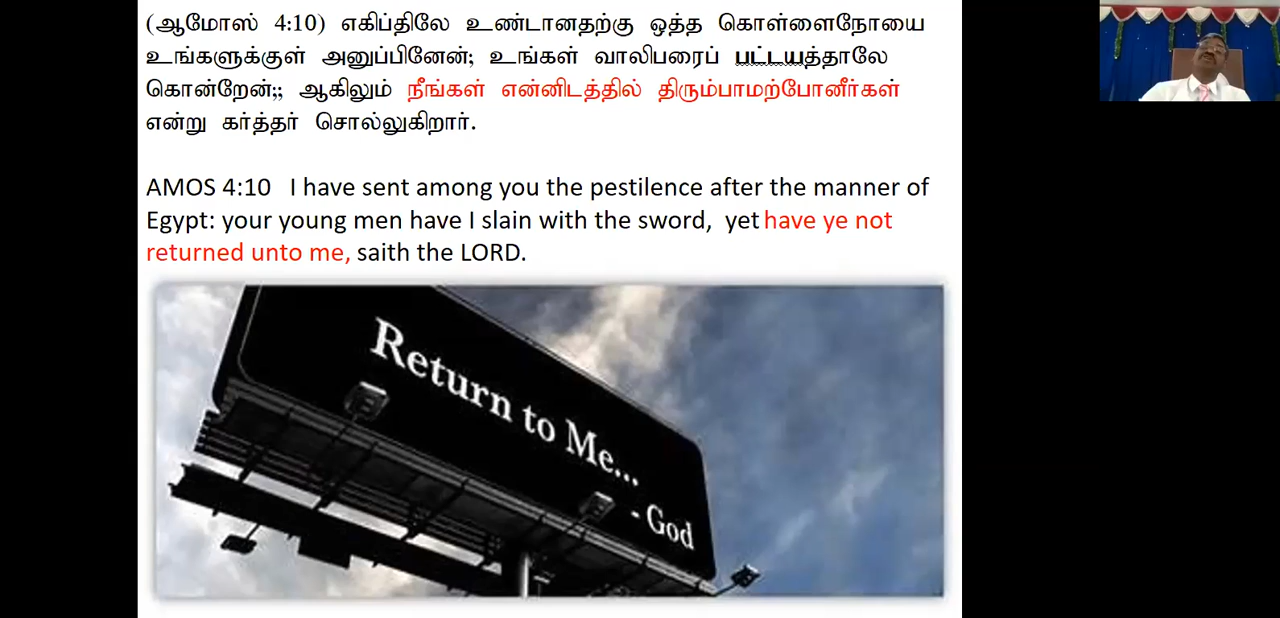 (ஆமோஸ் 4:10) எகிப்திலே உண்டானதற்கு ஒத்த கொள்ளைநோயை
உங்களுக்குள் அனுப்பினேன்; உங்கள் வாலிபரைப் பட்டயத்தாலே
கொன்றேன்;; ஆகிலும் நீங்கள் என்னிடத்தில் திரும்பாமற்போனீர்கள்
என்று கர்த்தர் சொல்லுகிறார்.
AMOS 4:10 I have sent among you the pestilence after the manner of
Egypt: your young men have I slain with the sword, yet have ye not
returned unto me, saith the LORD.
Return to Me...
- God